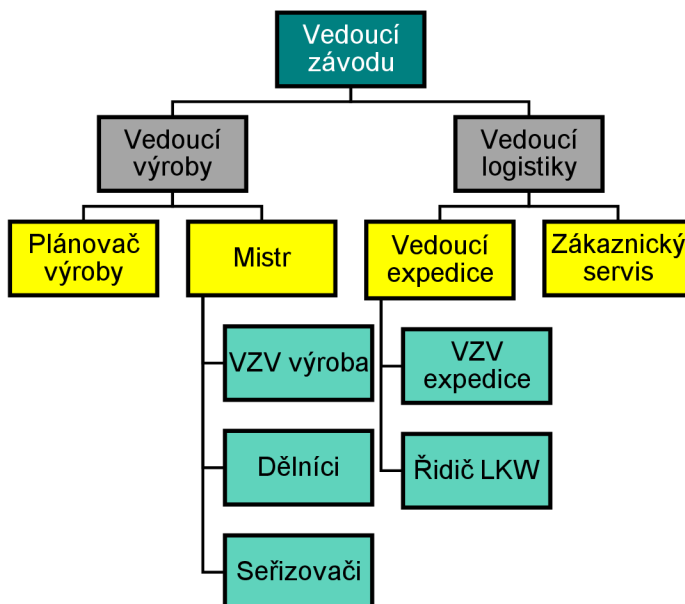 Vedoucí
závodu
Vedoucí
výroby
Vedoucí
logistiky
Plánovač
výroby
Mistr
Vedoucí
expedice
Zákaznický
servis
VZV výroba
VZV
expedice
Dělníci
Řidič LKW
Seřizovači